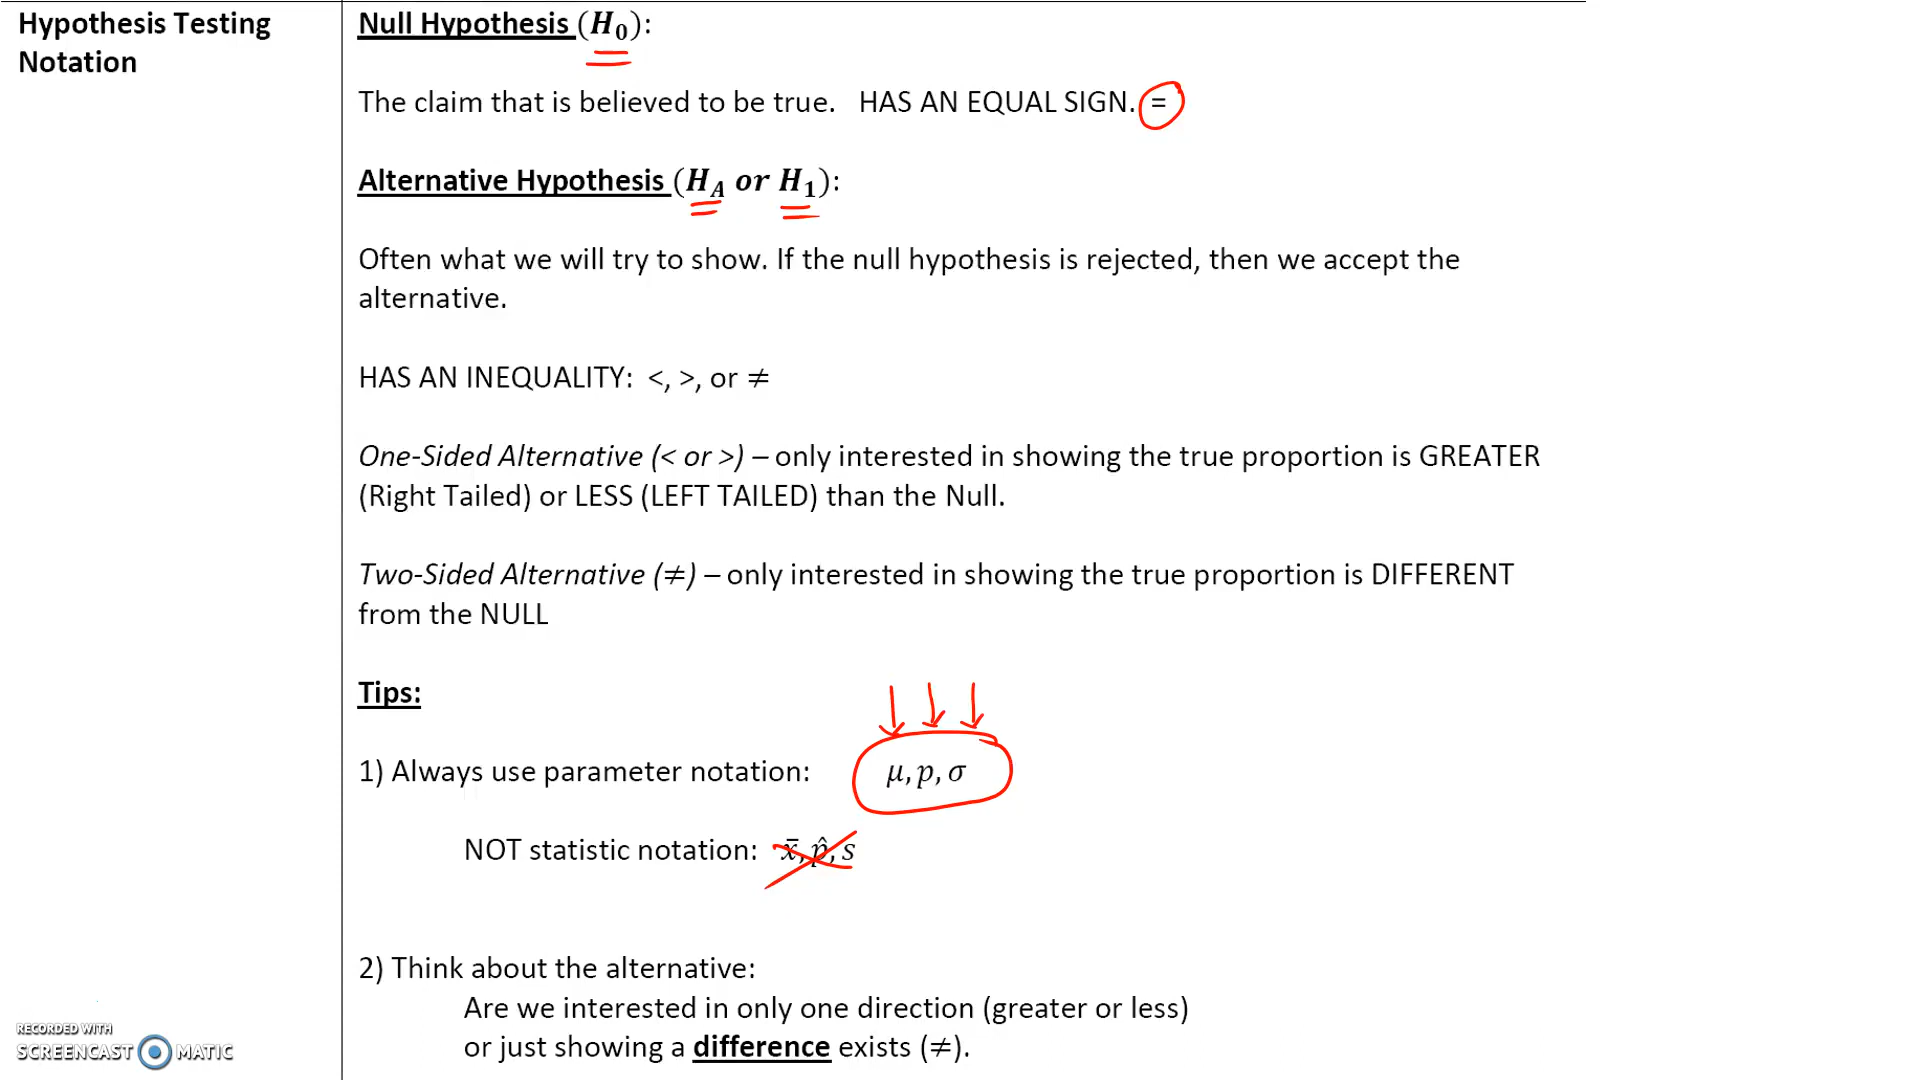 Hypothesis Testing
Notation
Null Hypothesis (H₀):
The claim that is believed to be true. HAS AN EQUAL SIGN. =
Alternative Hypothesis (H_A or H₁):
Often what we will try to show. If the null hypothesis is rejected, then we accept the
alternative.
HAS AN INEQUALITY: <, >, or ≠
One-Sided Alternative (< or >) – only interested in showing the true proportion is GREATER
(Right Tailed) or LESS (LEFT TAILED) than the Null.
Two-Sided Alternative (≠) – only interested in showing the true proportion is DIFFERENT
from the NULL
Tips:
1) Always use parameter notation: μ, p, σ
NOT statistic notation: x̄, p̂, s
2) Think about the alternative:
Are we interested in only one direction (greater or less)
or just showing a difference exists (≠).
RECORDED WITH
SCREENCAST MATIC